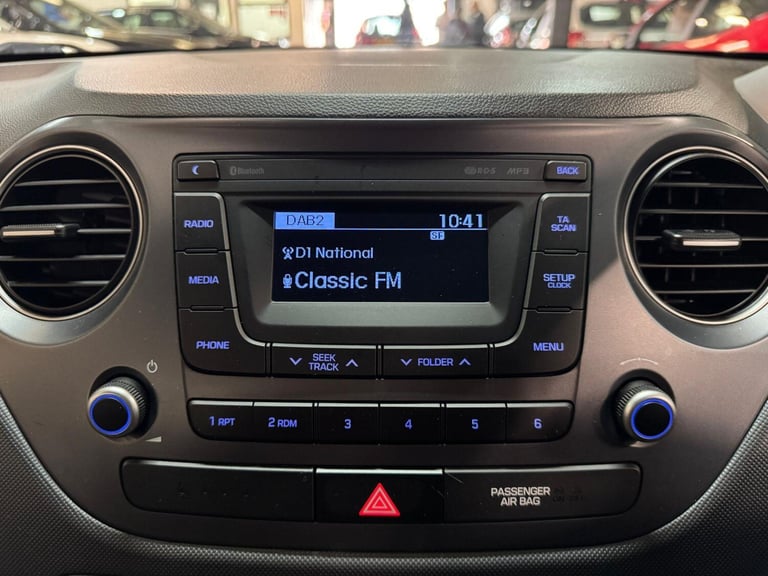 Bluetooth RDS MP3 BACK
RADIO
MEDIA
PHONE
DAB2 10:41
SF
D1 National
Classic FM
TA
SCAN
SETUP
CLOCK
MENU
SEEK
TRACK
FOLDER
1 RPT 2 RDM 3 4 5 6
PASSENGER
AIR BAG